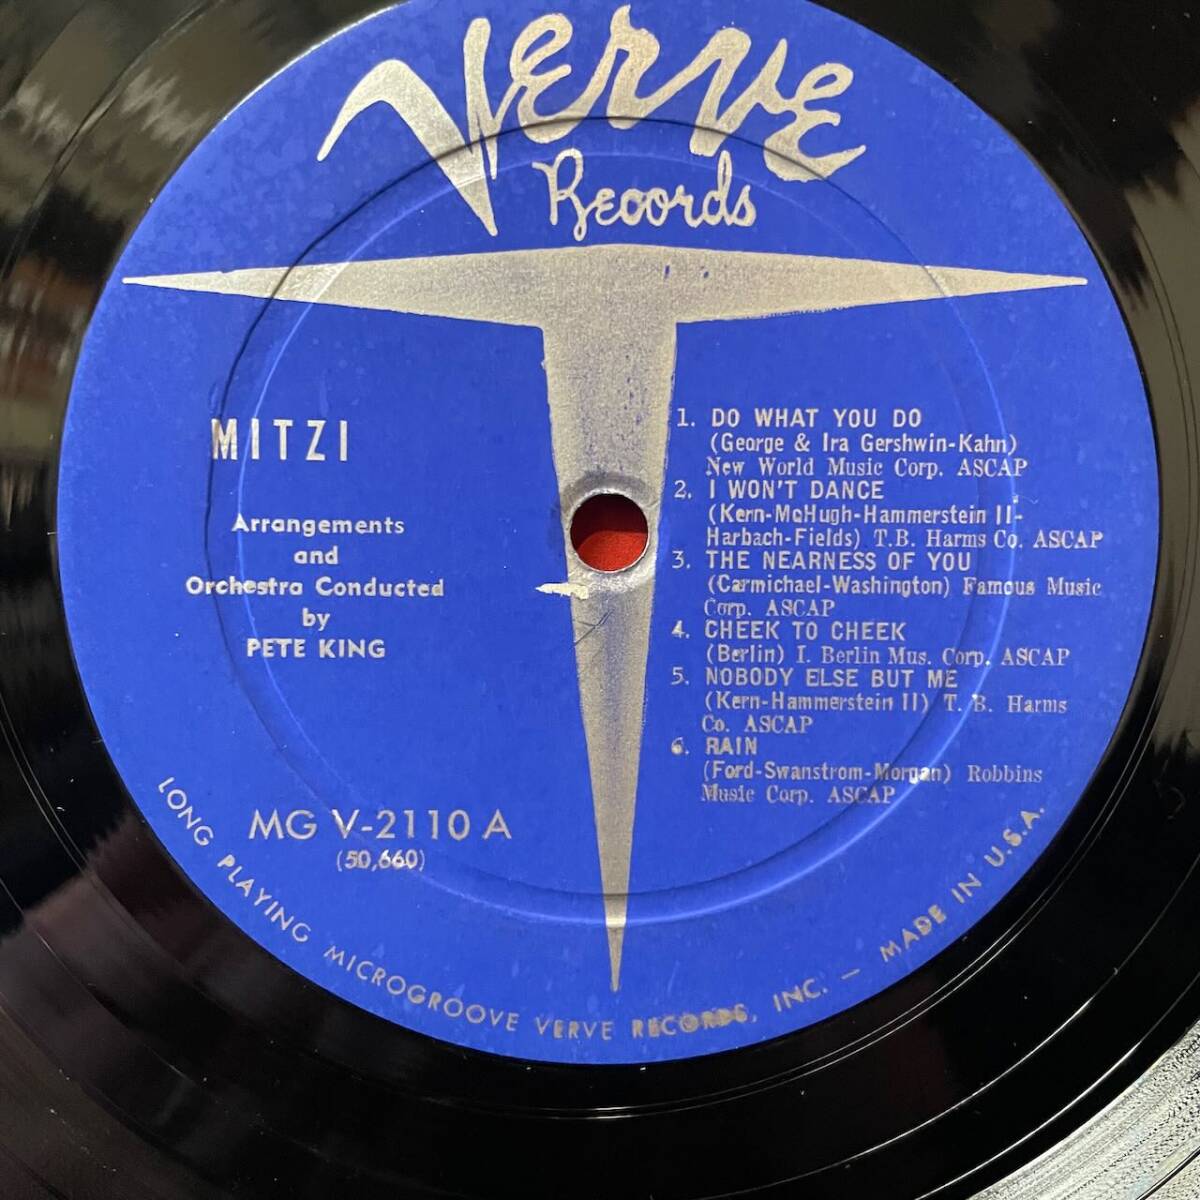 Verve
Records
MITZI
Arrangements
and
Orchestra Conducted
by
PETE KING
MG V-2110 A
(50,660)
1. DO WHAT YOU DO
(George & Ira Gershwin-Kahn)
New World Music Corp. ASCAP
2. I WON'T DANCE
(Kern-McHugh-Hammerstein II-
Harbach-Fields) T.B. Harms Co. ASCAP
3. THE NEARNESS OF YOU
(Carmichael-Washington) Famous Music
Corp. ASCAP
4. CHEEK TO CHEEK
(Berlin) I. Berlin Mus. Corp. ASCAP
5. NOBODY ELSE BUT ME
(Kern-Hammerstein II) T. B. Harms
Co. ASCAP
6. RAIN
(Ford-Swanstrom-Morgan) Robbins
Music Corp. ASCAP
LONG PLAYING MICROGROOVE VERVE RECORDS, INC. — MADE IN U.S.A.